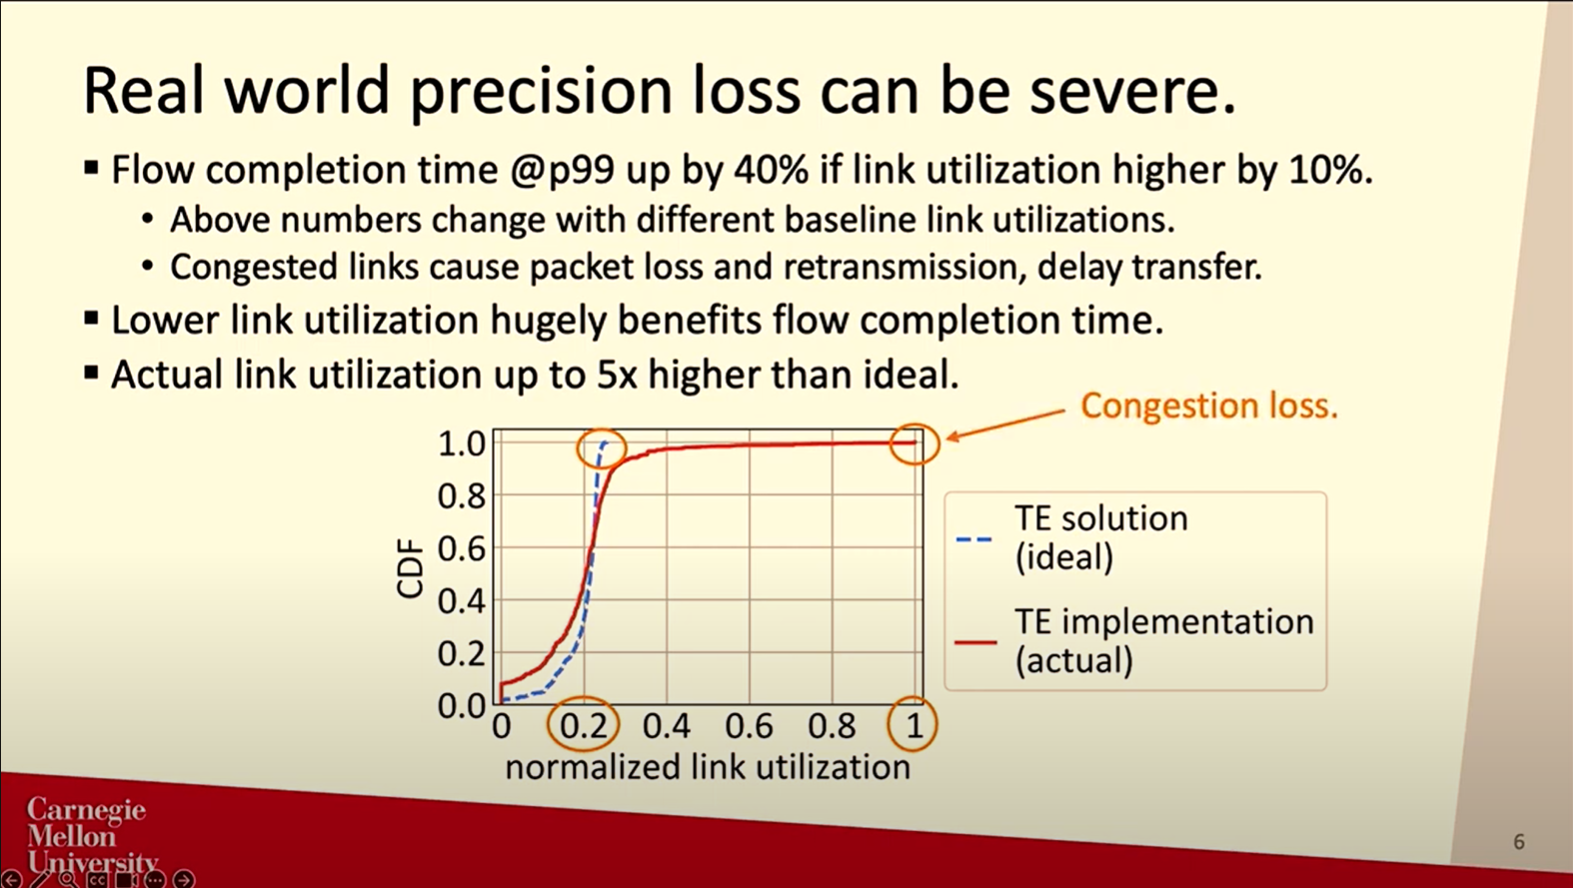 Real world precision loss can be severe.
Flow completion time @p99 up by 40% if link utilization higher by 10%.
Above numbers change with different baseline link utilizations.
Congested links cause packet loss and retransmission, delay transfer.
Lower link utilization hugely benefits flow completion time.
Actual link utilization up to 5x higher than ideal.
Congestion loss.
1.0
0.8
0.6
0.4
0.2
0.0
CDF
0 0.2 0.4 0.6 0.8 1
normalized link utilization
TE solution
(ideal)
TE implementation
(actual)
Carnegie
Mellon
University
CC
6